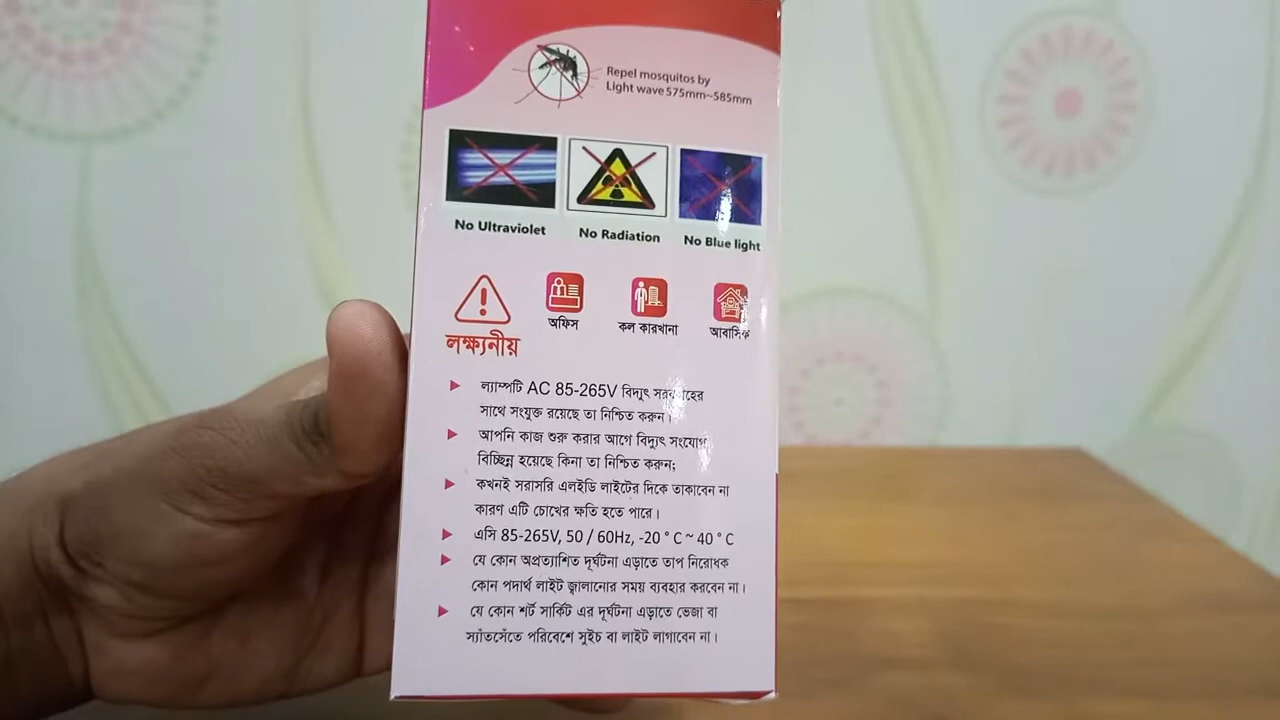 Repel mosquitos by
Light wave 575mm~585mm
No Ultraviolet
No Radiation
No Blue light
লক্ষ্যনীয়
অফিস
কল কারখানা
আবাসিক
ল্যাম্পটি AC 85-265V বিদ্যুৎ সরবরাহের
সাথে সংযুক্ত রয়েছে তা নিশ্চিত করুন।
আপনি কাজ শুরু করার আগে বিদ্যুৎ সংযোগ
বিচ্ছিন্ন হয়েছে কিনা তা নিশ্চিত করুন;
কখনই সরাসরি এলইডি লাইটের দিকে তাকাবেন না
কারণ এটি চোখের ক্ষতি হতে পারে।
এসি 85-265V, 50 / 60Hz, -20 ° C ~ 40 ° C
যে কোন অপ্রত্যাশিত দূর্ঘটনা এড়াতে তাপ নিরোধক
কোন পদার্থ লাইট জ্বালানোর সময় ব্যবহার করবেন না।
যে কোন শর্ট সার্কিট এর দূর্ঘটনা এড়াতে ভেজা বা
স্যাঁতসেঁতে পরিবেশে সুইচ বা লাইট লাগাবেন না।